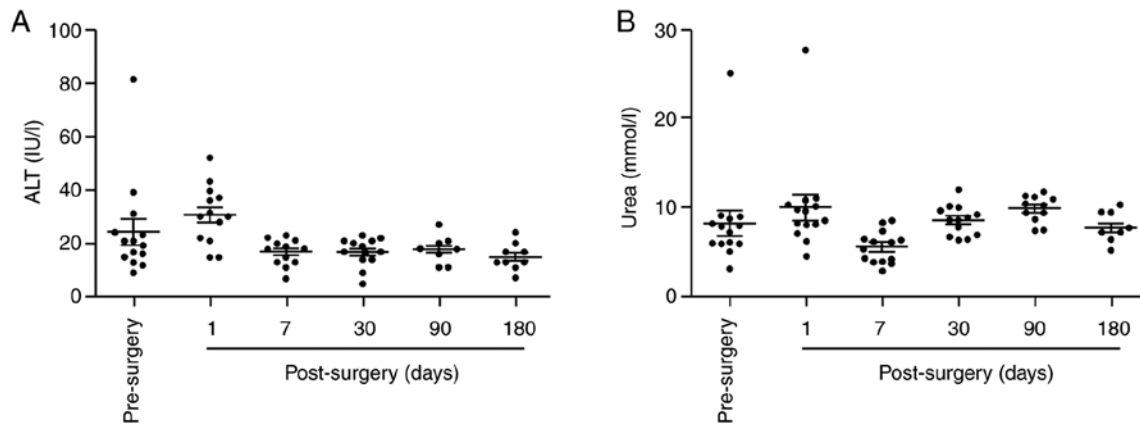 A
ALT (IU/l)
100
80
60
40
20
0
Pre-surgery
1 7 30 90 180
Post-surgery (days)
B
Urea (mmol/l)
30
20
10
0
Pre-surgery
1 7 30 90 180
Post-surgery (days)